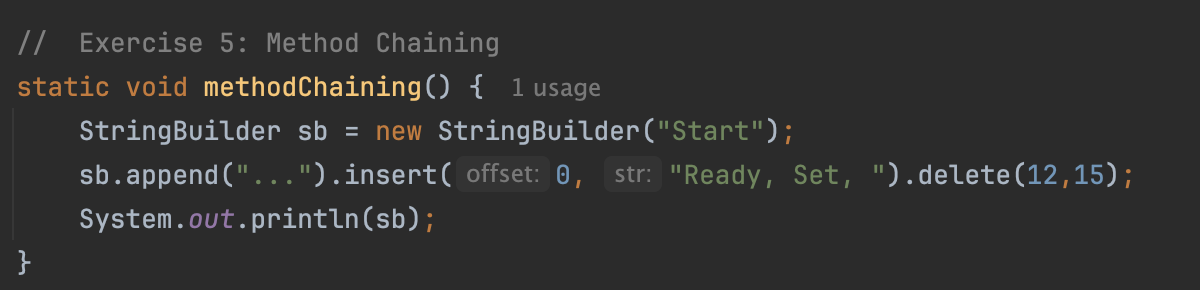 //  Exercise 5: Method Chaining
static void methodChaining() {  1 usage
    StringBuilder sb = new StringBuilder("Start");
    sb.append("...").insert( offset: 0,  str: "Ready, Set, ").delete(12,15);
    System.out.println(sb);
}